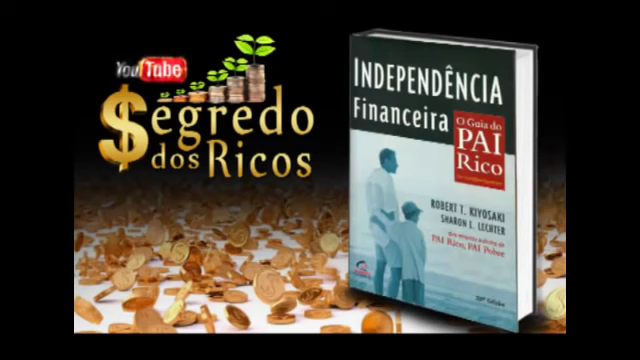 YouTube
$egredo
dos Ricos
INDEPENDÊNCIA
Financeira
O Guia do
PAI
Rico
ROBERT T. KIYOSAKI
SHARON L. LECHTER
PAI Rico, PAI Pobre